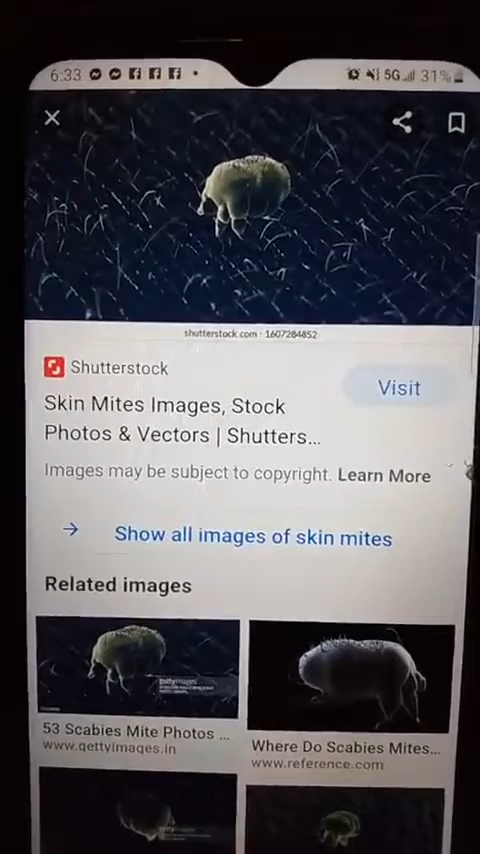 6:33
5G 31%
shutterstock.com · 1607284852
Shutterstock
Visit
Skin Mites Images, Stock
Photos & Vectors | Shutters...
Images may be subject to copyright. Learn More
Show all images of skin mites
Related images
gettyimages
53 Scabies Mite Photos ...
www.gettyimages.in
Where Do Scabies Mites...
www.reference.com
gettyimages